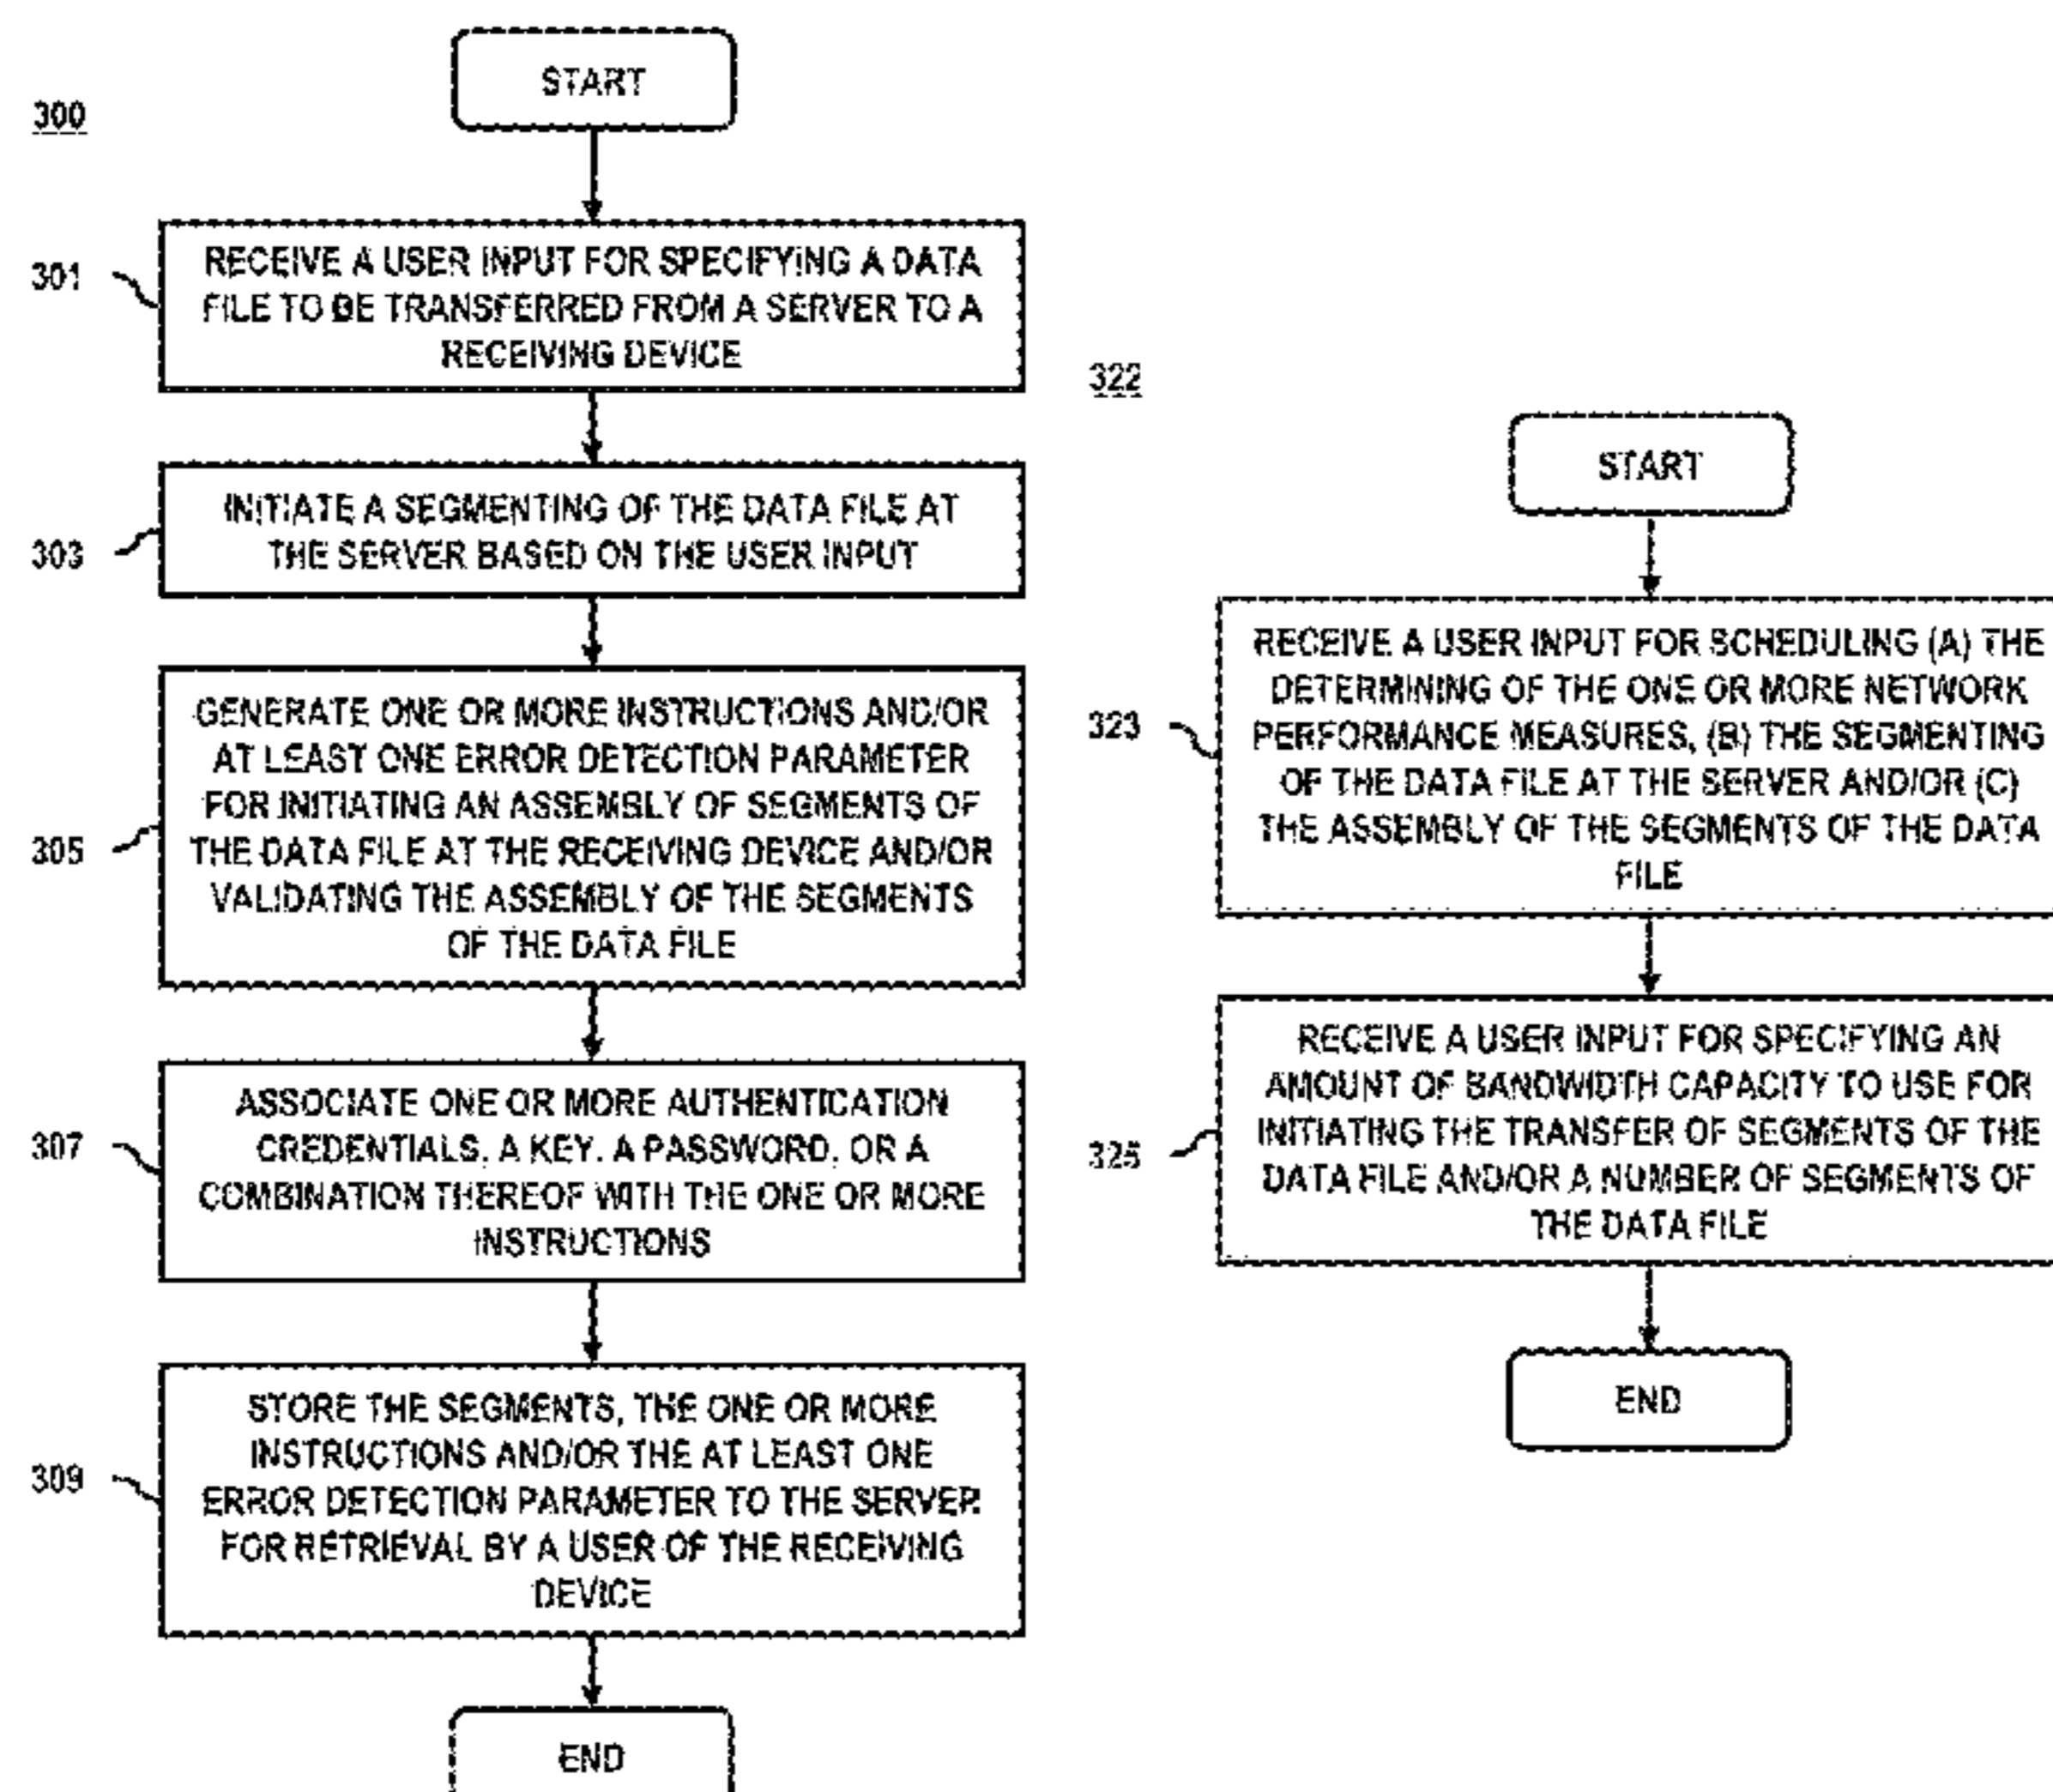 300
START
301
RECEIVE A USER INPUT FOR SPECIFYING A DATA
FILE TO BE TRANSFERRED FROM A SERVER TO A
RECEIVING DEVICE
303
INITIATE A SEGMENTING OF THE DATA FILE AT
THE SERVER BASED ON THE USER INPUT
305
GENERATE ONE OR MORE INSTRUCTIONS AND/OR
AT LEAST ONE ERROR DETECTION PARAMETER
FOR INITIATING AN ASSEMBLY OF SEGMENTS OF
THE DATA FILE AT THE RECEIVING DEVICE AND/OR
VALIDATING THE ASSEMBLY OF THE SEGMENTS
OF THE DATA FILE
307
ASSOCIATE ONE OR MORE AUTHENTICATION
CREDENTIALS, A KEY, A PASSWORD, OR A
COMBINATION THEREOF WITH THE ONE OR MORE
INSTRUCTIONS
309
STORE THE SEGMENTS, THE ONE OR MORE
INSTRUCTIONS AND/OR THE AT LEAST ONE
ERROR DETECTION PARAMETER TO THE SERVER
FOR RETRIEVAL BY A USER OF THE RECEIVING
DEVICE
END
322
START
323
RECEIVE A USER INPUT FOR SCHEDULING (A) THE
DETERMINING OF THE ONE OR MORE NETWORK
PERFORMANCE MEASURES, (B) THE SEGMENTING
OF THE DATA FILE AT THE SERVER AND/OR (C)
THE ASSEMBLY OF THE SEGMENTS OF THE DATA
FILE
325
RECEIVE A USER INPUT FOR SPECIFYING AN
AMOUNT OF BANDWIDTH CAPACITY TO USE FOR
INITIATING THE TRANSFER OF SEGMENTS OF THE
DATA FILE AND/OR A NUMBER OF SEGMENTS OF
THE DATA FILE
END